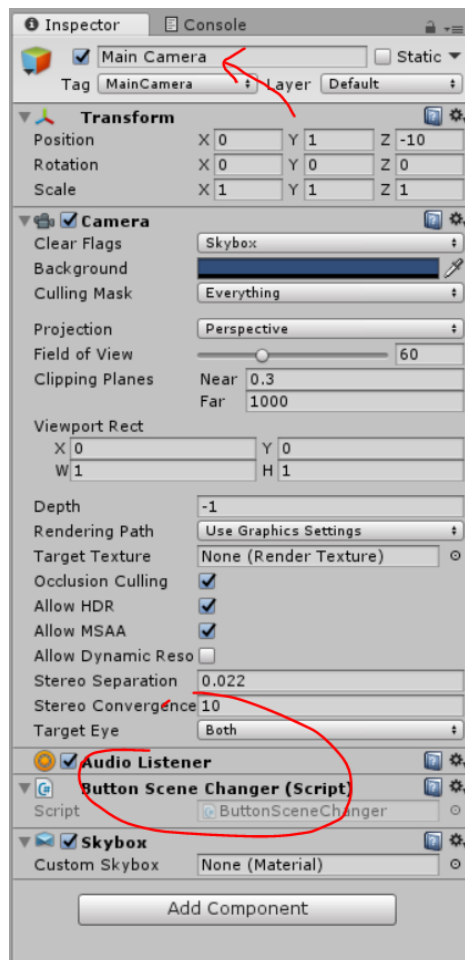 Inspector Console
Main Camera Static
Tag MainCamera Layer Default
Transform
Position X 0 Y 1 Z -10
Rotation X 0 Y 0 Z 0
Scale X 1 Y 1 Z 1
Camera
Clear Flags Skybox
Background
Culling Mask Everything
Projection Perspective
Field of View 60
Clipping Planes Near 0.3
Far 1000
Viewport Rect
X 0 Y 0
W 1 H 1
Depth -1
Rendering Path Use Graphics Settings
Target Texture None (Render Texture)
Occlusion Culling
Allow HDR
Allow MSAA
Allow Dynamic Reso
Stereo Separation 0.022
Stereo Convergence 10
Target Eye Both
Audio Listener
Button Scene Changer (Script)
Script ButtonSceneChanger
Skybox
Custom Skybox None (Material)
Add Component